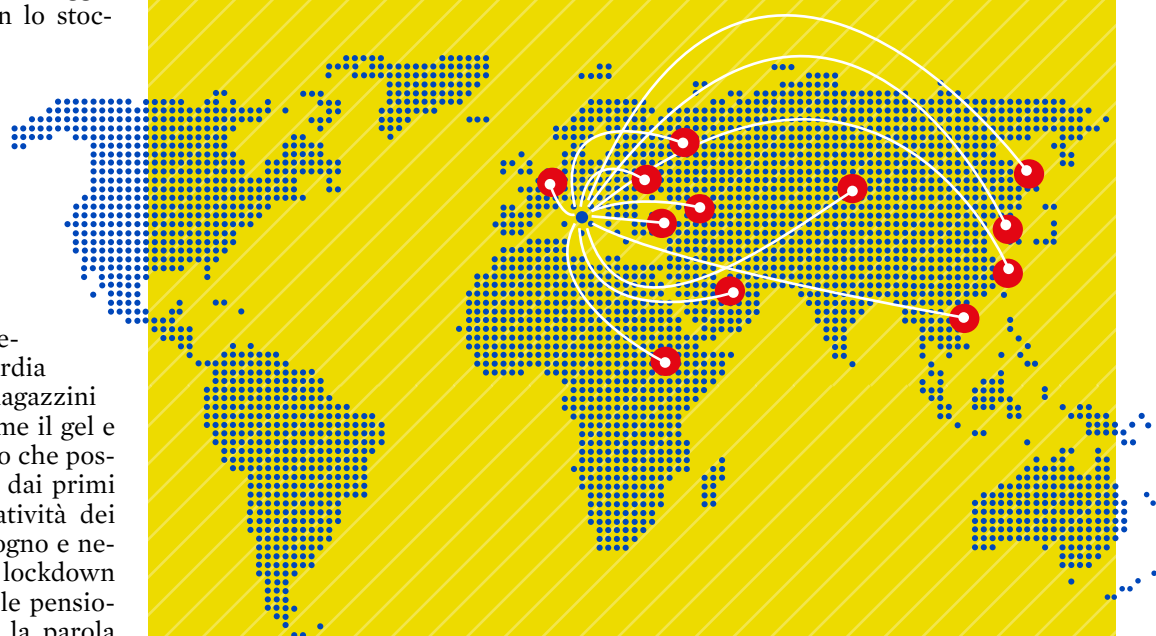 n lo stoc-
e-
rdia
agazzini
me il gel e
o che pos-
dai primi
atività dei
ogno e ne-
lockdown
le pensio-
la parola